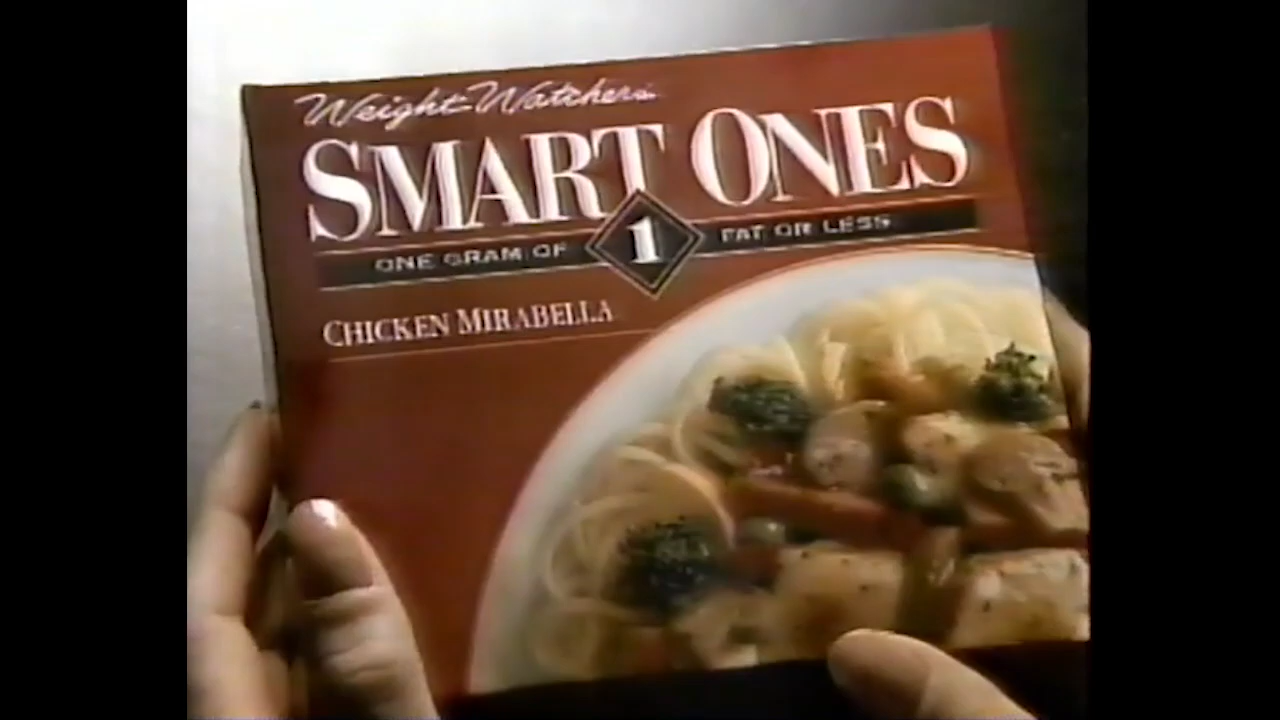 Weight Watchers
SMART ONES
ONE GRAM OF 1 FAT OR LESS
CHICKEN MIRABELLA